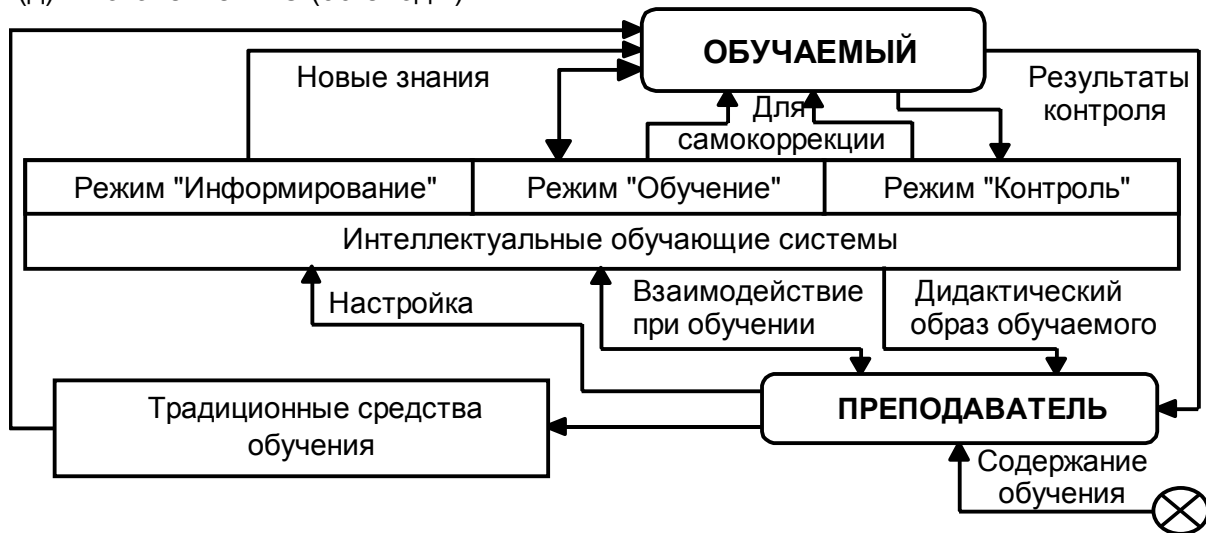 ОБУЧАЕМЫЙ
Новые знания
Результаты
контроля
Для
самокоррекции
Режим "Информирование"
Режим "Обучение"
Режим "Контроль"
Интеллектуальные обучающие системы
Настройка
Взаимодействие
при обучении
Дидактический
образ обучаемого
Традиционные средства
обучения
ПРЕПОДАВАТЕЛЬ
Содержание
обучения